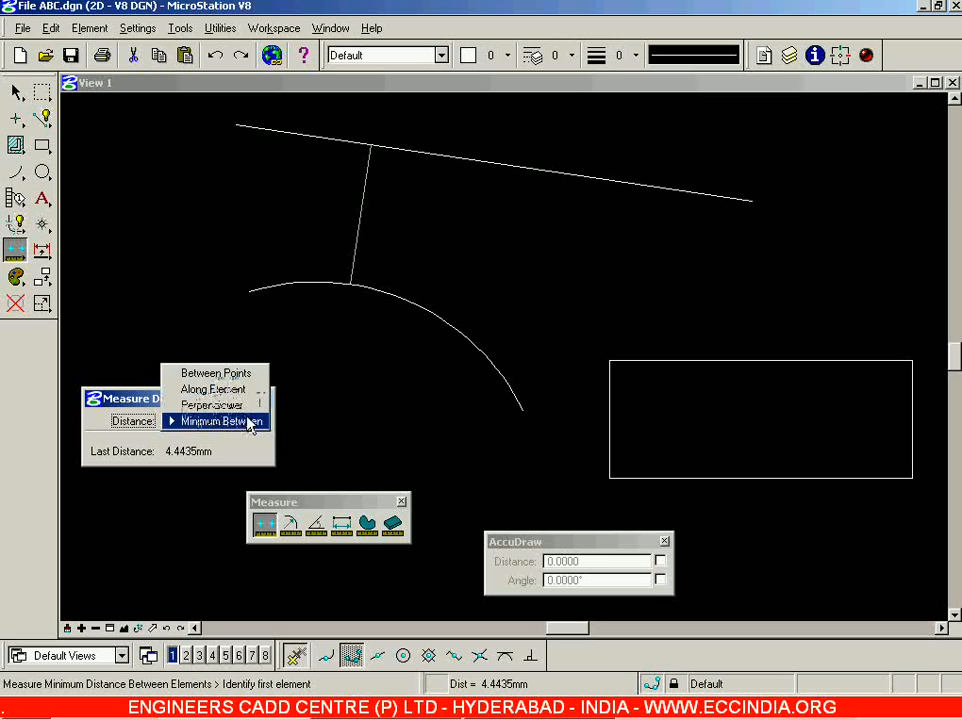 File ABC.dgn (2D - V8 DGN) - MicroStation V8
File Edit Element Settings Tools Utilities Workspace Window Help
Default 0 0 0
View 1
Between Points
Along Element
Measure D
Distance: Minimum Between
Last Distance: 4.4435mm
Measure
AccuDraw
Distance: 0.0000
Angle: 0.0000°
Default Views 1 2 3 4 5 6 7 8
Measure Minimum Distance Between Elements > Identify first element Dist = 4.4435mm Default
ENGINEERS CADD CENTRE (P) LTD - HYDERABAD - INDIA - WWW.ECCINDIA.ORG